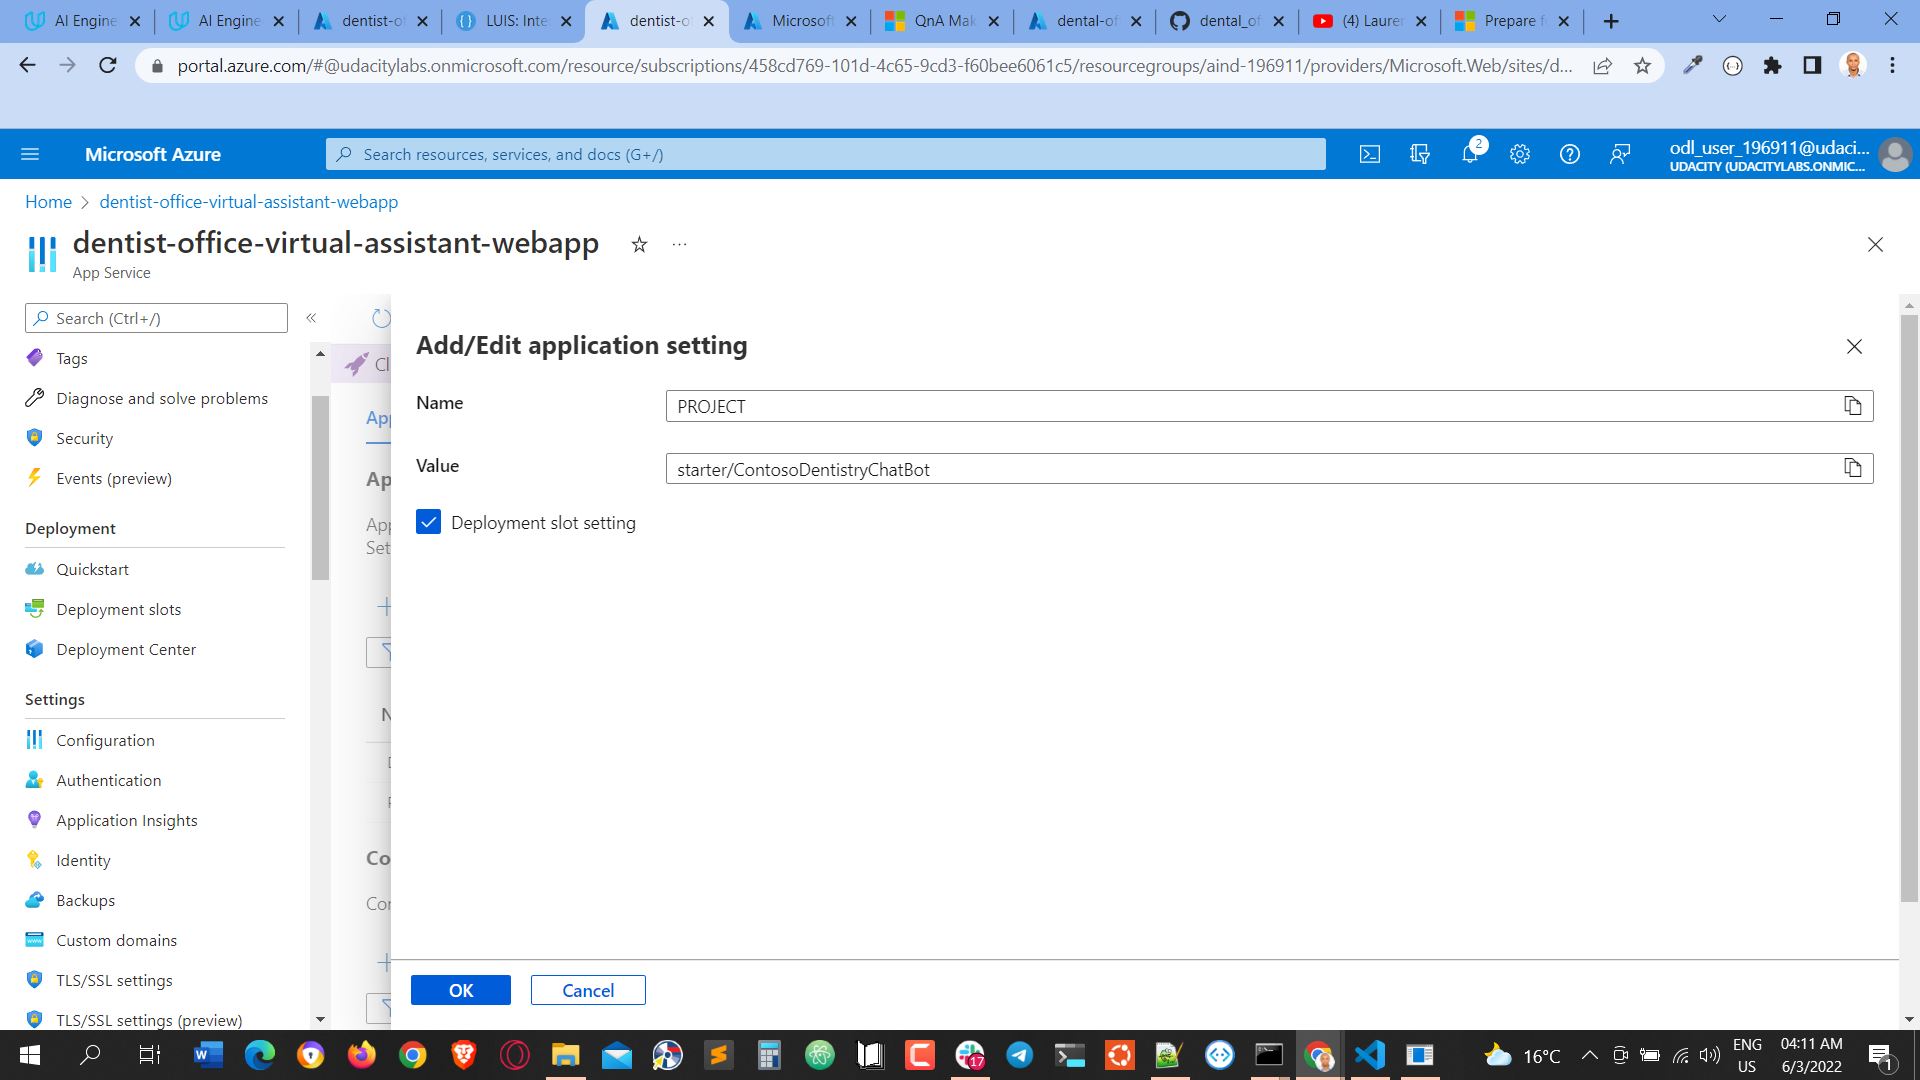 AI Engine
AI Engine
dentist-of
LUIS: Inte
dentist-of
Microsoft
QnA Mak
dental-of
dental_of
(4) Lauren
Prepare f
portal.azure.com/#@udacitylabs.onmicrosoft.com/resource/subscriptions/458cd769-101d-4c65-9cd3-f60bee6061c5/resourcegroups/aind-196911/providers/Microsoft.Web/sites/d...
Microsoft Azure
Search resources, services, and docs (G+/)
2
odl_user_196911@udaci...
UDACITY (UDACITYLABS.ONMIC...
Home > dentist-office-virtual-assistant-webapp
dentist-office-virtual-assistant-webapp
App Service
Search (Ctrl+/)
Tags
Diagnose and solve problems
Security
Events (preview)
Deployment
Quickstart
Deployment slots
Deployment Center
Settings
Configuration
Authentication
Application Insights
Identity
Backups
Custom domains
TLS/SSL settings
TLS/SSL settings (preview)
Cl
App
Ap
App
Set
N
Co
Con
Add/Edit application setting
Name
PROJECT
Value
starter/ContosoDentistryChatBot
Deployment slot setting
OK
Cancel
17
16°C
ENG
US
04:11 AM
6/3/2022
1